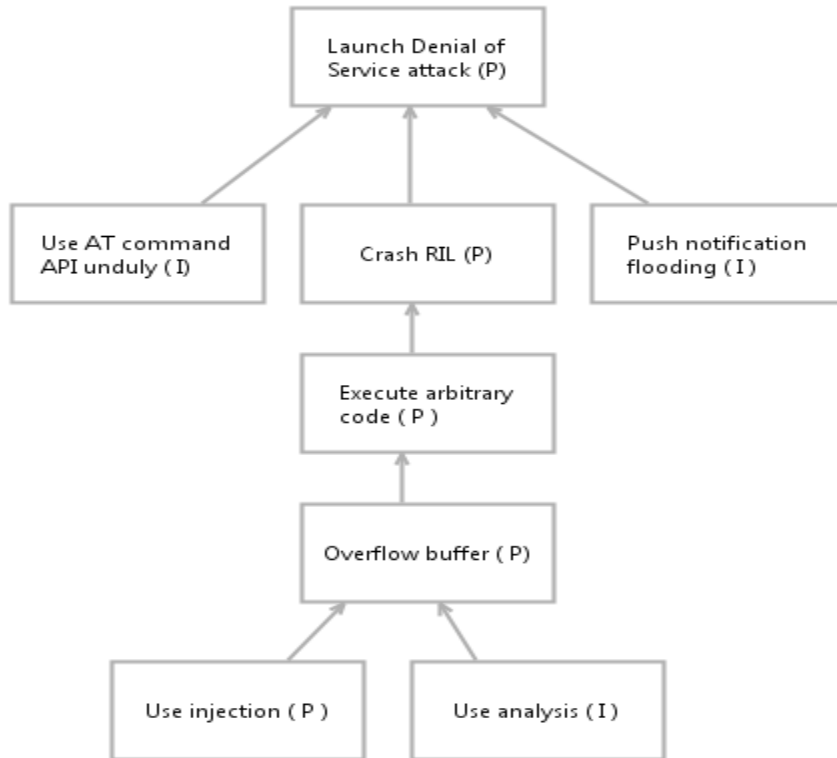 Launch Denial of
Service attack (P)
Use AT command
API unduly ( I)
Crash RIL (P)
Push notification
flooding ( I )
Execute arbitrary
code ( P )
Overflow buffer ( P)
Use injection ( P )
Use analysis ( I )